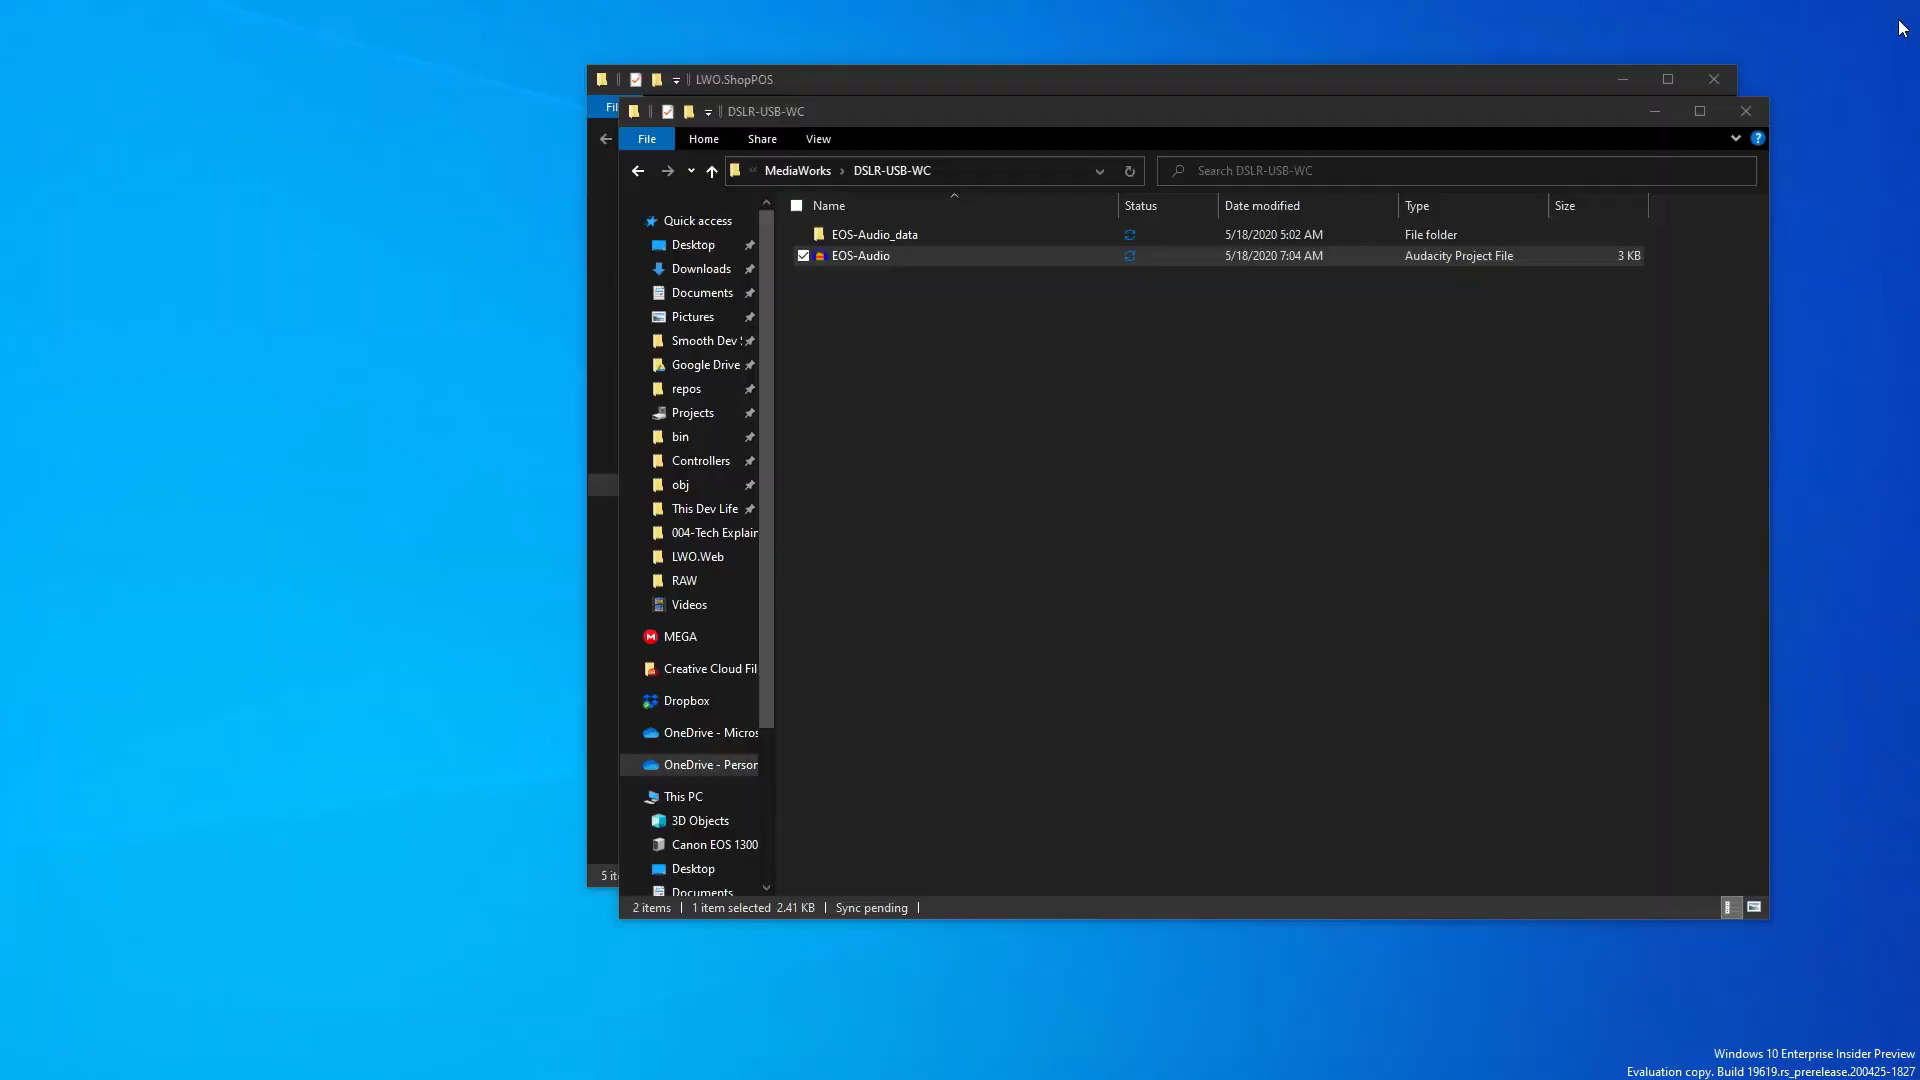 LWO.ShopPOS
Fil
DSLR-USB-WC
File Home Share View
« MediaWorks › DSLR-USB-WC
Search DSLR-USB-WC
Name Status Date modified Type Size
EOS-Audio_data 5/18/2020 5:02 AM File folder
EOS-Audio 5/18/2020 7:04 AM Audacity Project File 3 KB
Quick access
Desktop
Downloads
Documents
Pictures
Smooth Dev
Google Drive
repos
Projects
bin
Controllers
obj
This Dev Life
004-Tech Explain
LWO.Web
RAW
Videos
MEGA
Creative Cloud Fil
Dropbox
OneDrive - Micros
OneDrive - Person
This PC
3D Objects
Canon EOS 1300
Desktop
Documents
5 ite
2 items 1 item selected 2.41 KB Sync pending
Windows 10 Enterprise Insider Preview
Evaluation copy. Build 19619.rs_prerelease.200425-1827